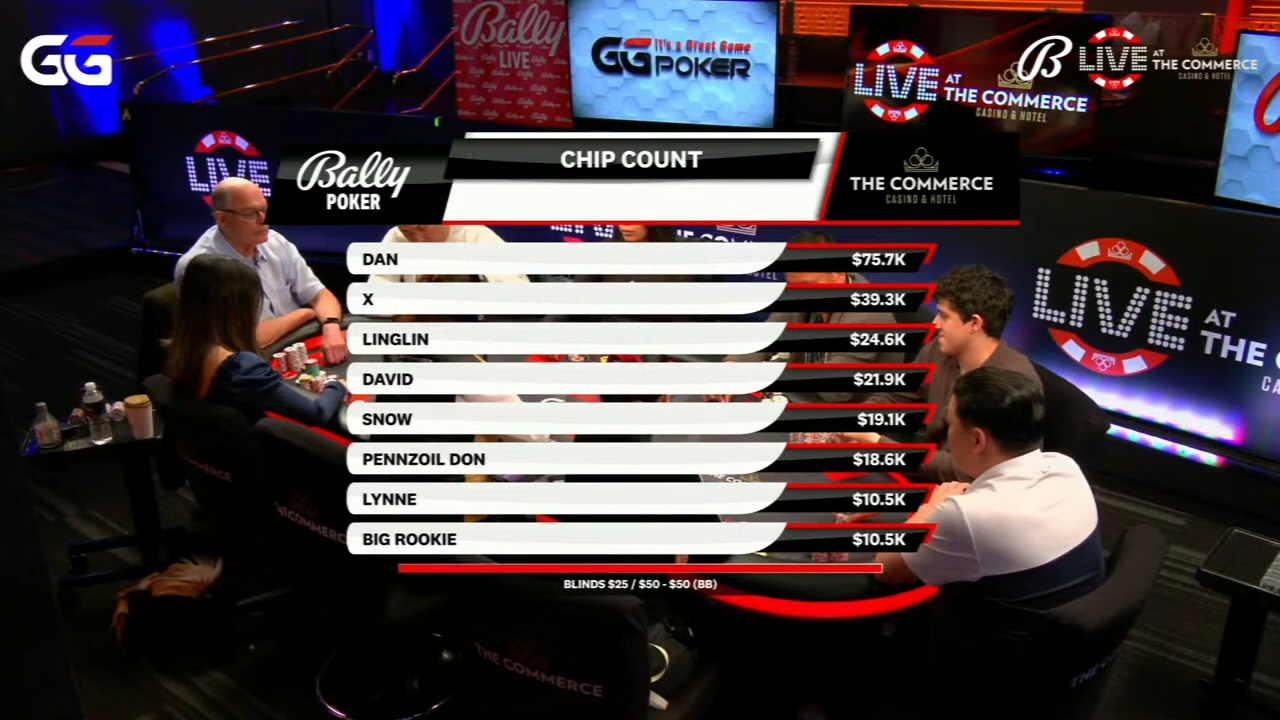 GG
Bally
LIVE
GG POKER
It's a Great Game
LIVE AT
THE COMMERCE
CASINO & HOTEL
B LIVE AT
THE COMMERCE
CASINO & HOTEL
LIVE
Bally
POKER
CHIP COUNT
THE COMMERCE
CASINO & HOTEL
DAN $75.7K
X $39.3K
LINGLIN $24.6K
DAVID $21.9K
SNOW $19.1K
PENNZOIL DON $18.6K
LYNNE $10.5K
BIG ROOKIE $10.5K
BLINDS $25 / $50 - $50 (BB)
LIVE AT
THE
THE COMMERCE